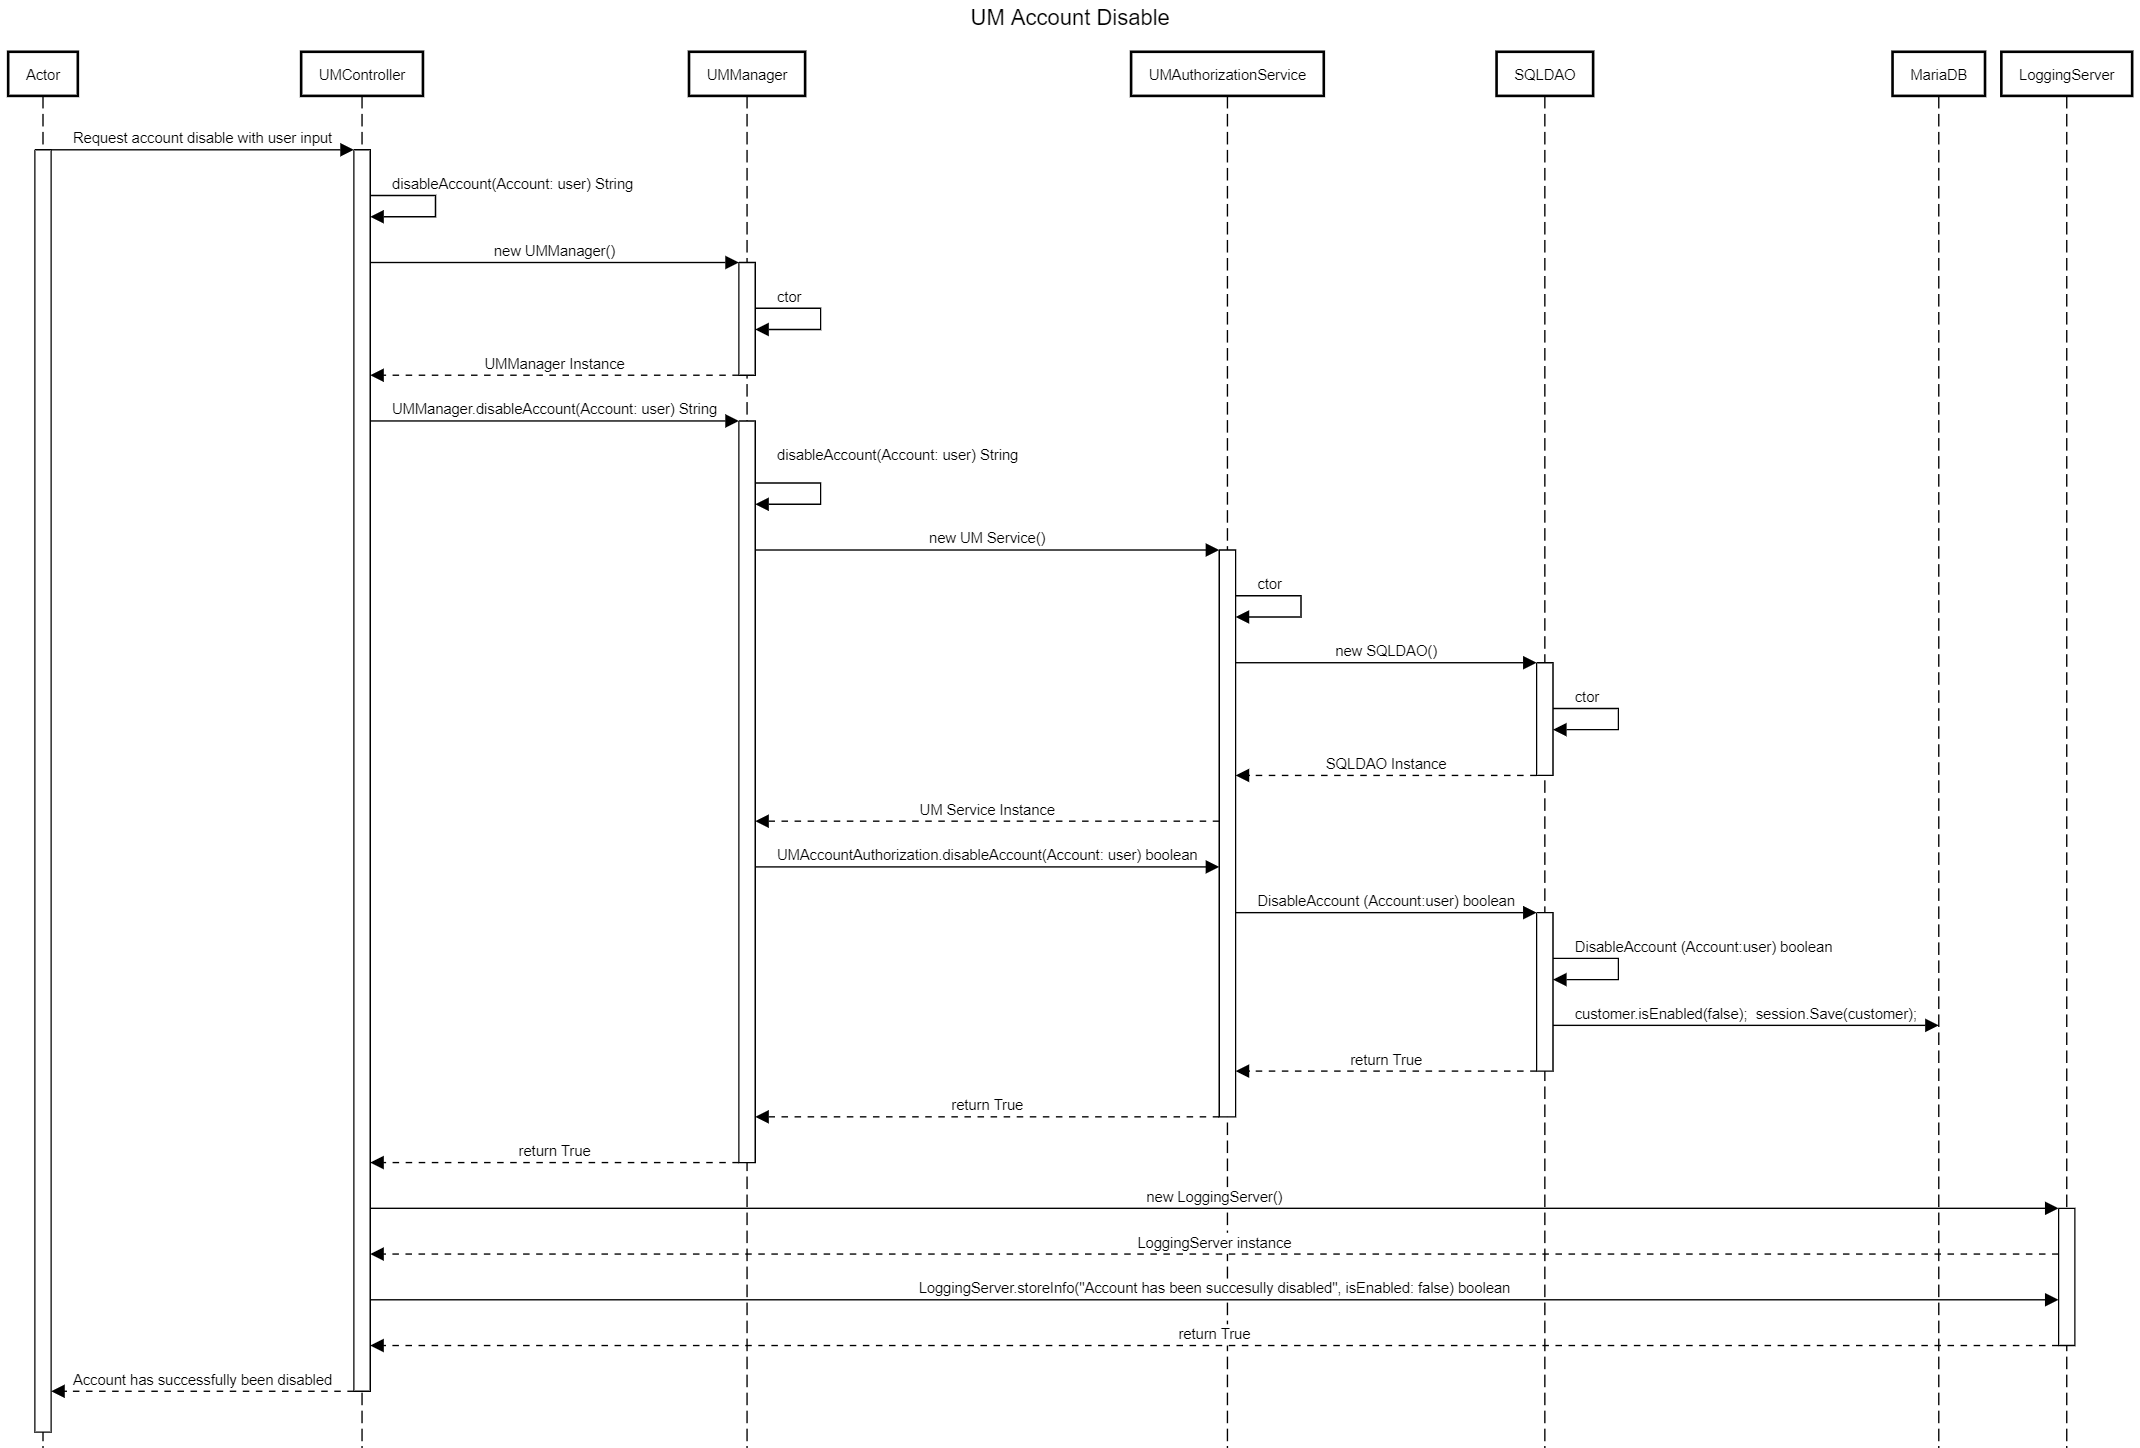 UM Account Disable
Actor
UMController
UMManager
UMAuthorizationService
SQLDAO
MariaDB
LoggingServer
Request account disable with user input
disableAccount(Account: user) String
new UMManager()
ctor
UMManager Instance
UMManager.disableAccount(Account: user) String
disableAccount(Account: user) String
new UM Service()
ctor
new SQLDAO()
ctor
SQLDAO Instance
UM Service Instance
UMAccountAuthorization.disableAccount(Account: user) boolean
DisableAccount (Account:user) boolean
DisableAccount (Account:user) boolean
customer.isEnabled(false);  session.Save(customer);
return True
return True
return True
new LoggingServer()
LoggingServer instance
LoggingServer.storeInfo("Account has been succesully disabled", isEnabled: false) boolean
return True
Account has successfully been disabled